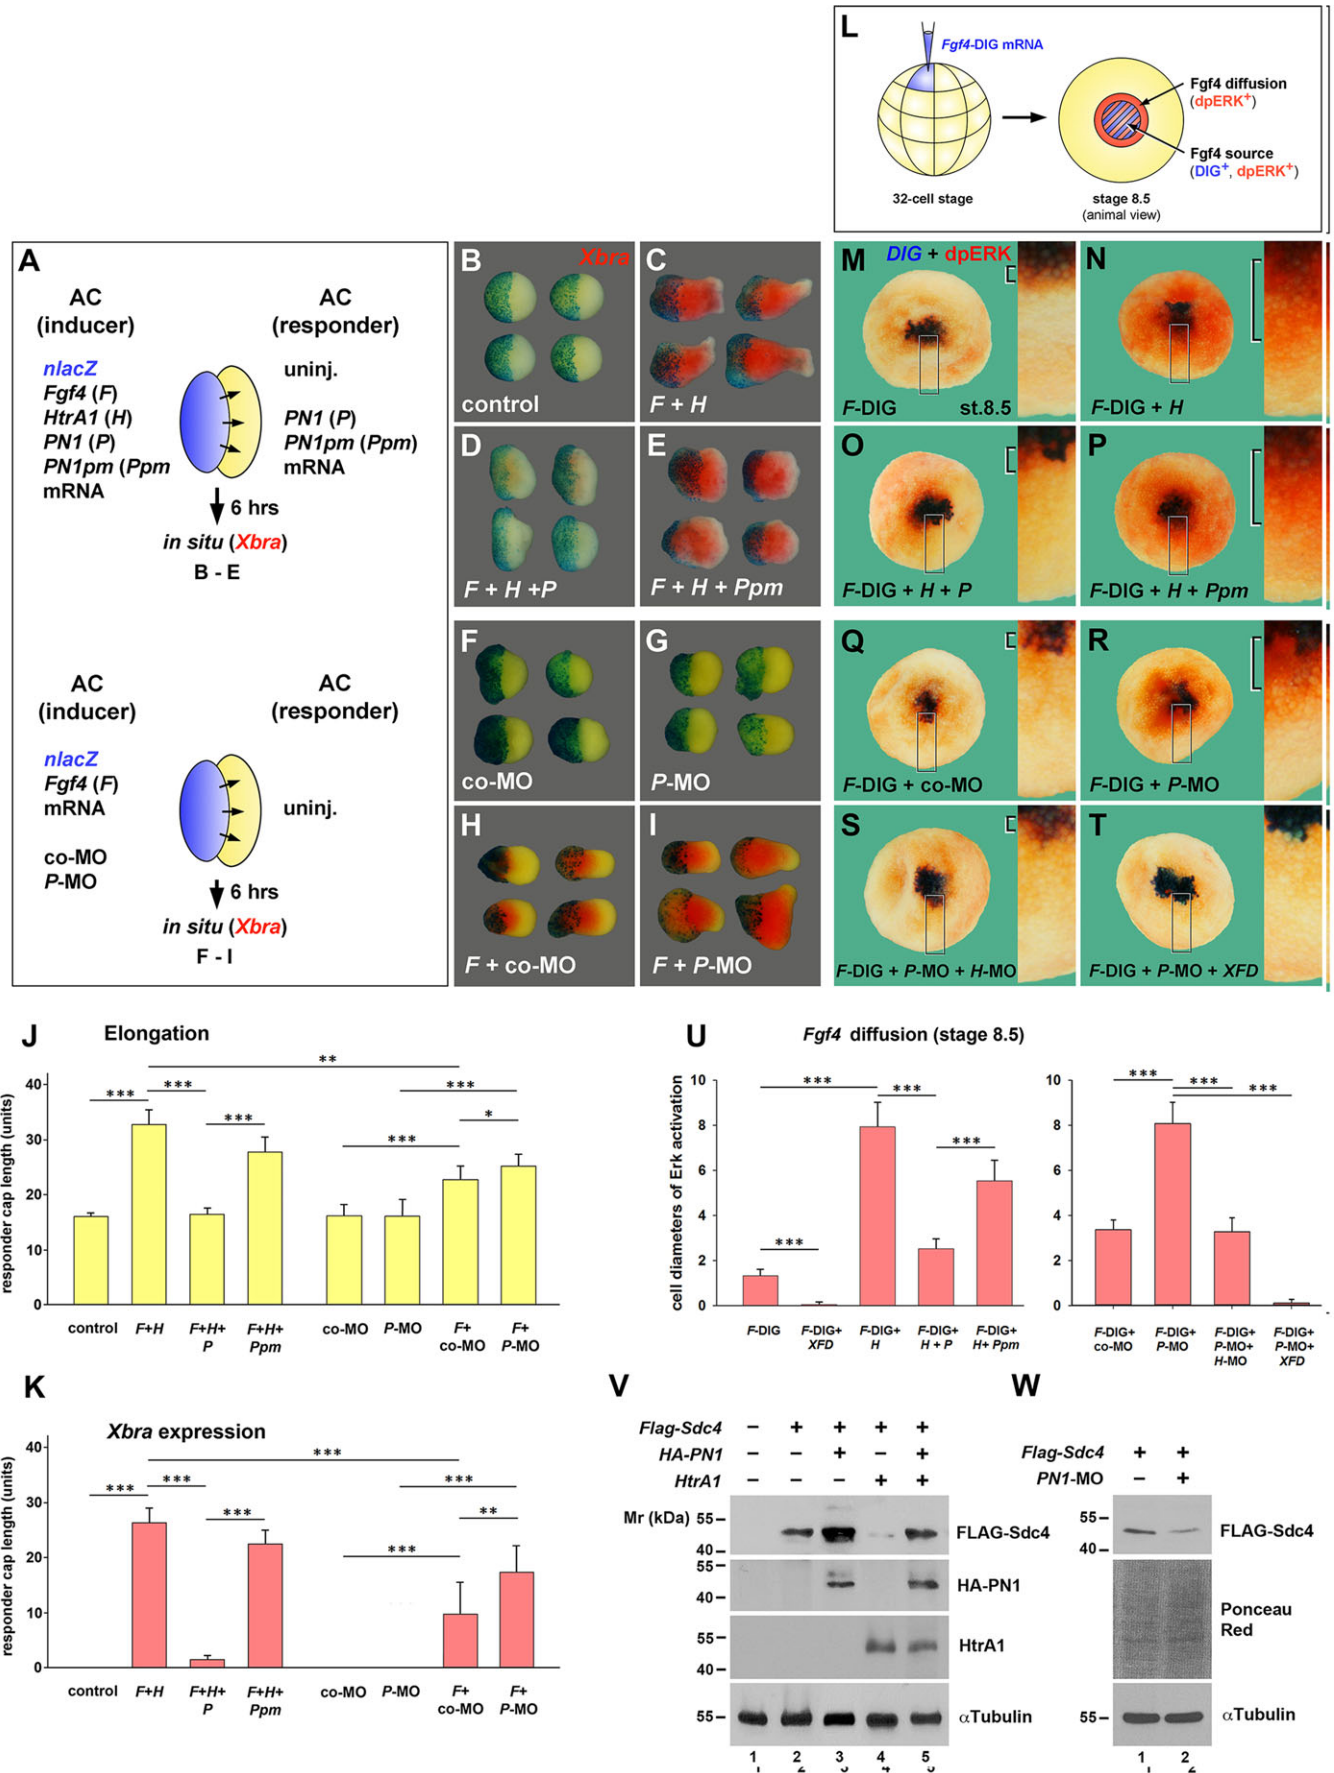 L
Fgf4-DIG mRNA
Fgf4 diffusion
(dpERK+)
Fgf4 source
(DIG+, dpERK+)
32-cell stage
stage 8.5
(animal view)
A
AC
(inducer)
AC
(responder)
nlacZ
Fgf4 (F)
HtrA1 (H)
PN1 (P)
PN1pm (Ppm
mRNA
uninj.
PN1 (P)
PN1pm (Ppm)
mRNA
6 hrs
in situ (Xbra)
B - E
AC
(inducer)
AC
(responder)
nlacZ
Fgf4 (F)
mRNA
co-MO
P-MO
uninj.
6 hrs
in situ (Xbra)
F - I
B
Xbra
control
C
F + H
D
F + H +P
E
F + H + Ppm
F
co-MO
G
P-MO
H
F + co-MO
I
F + P-MO
M
DIG + dpERK
F-DIG
st.8.5
N
F-DIG + H
O
F-DIG + H + P
P
F-DIG + H + Ppm
Q
F-DIG + co-MO
R
F-DIG + P-MO
S
F-DIG + P-MO + H-MO
T
F-DIG + P-MO + XFD
J
Elongation
responder cap length (units)
40
30
20
10
0
***
***
***
**
***
***
*
control
F+H
F+H+
P
F+H+
Ppm
co-MO
P-MO
F+
co-MO
F+
P-MO
K
Xbra expression
responder cap length (units)
40
30
20
10
0
***
***
***
***
***
***
**
control
F+H
F+H+
P
F+H+
Ppm
co-MO
P-MO
F+
co-MO
F+
P-MO
U
Fgf4 diffusion (stage 8.5)
cell diameters of Erk activation
10
8
6
4
2
0
***
***
***
***
F-DIG
F-DIG+
XFD
F-DIG+
H
F-DIG+
H + P
F-DIG+
H+ Ppm
10
8
6
4
2
0
***
***
***
F-DIG+
co-MO
F-DIG+
P-MO
F-DIG+
P-MO+
H-MO
F-DIG+
P-MO+
XFD
V
Flag-Sdc4 – + + + +
HA-PN1 – – + – +
HtrA1 – – – + +
Mr (kDa)
55
40
FLAG-Sdc4
55
40
HA-PN1
55
40
HtrA1
55
αTubulin
1 2 3 4 5
W
Flag-Sdc4 + +
PN1-MO – +
55
40
FLAG-Sdc4
Ponceau
Red
55
αTubulin
1 2